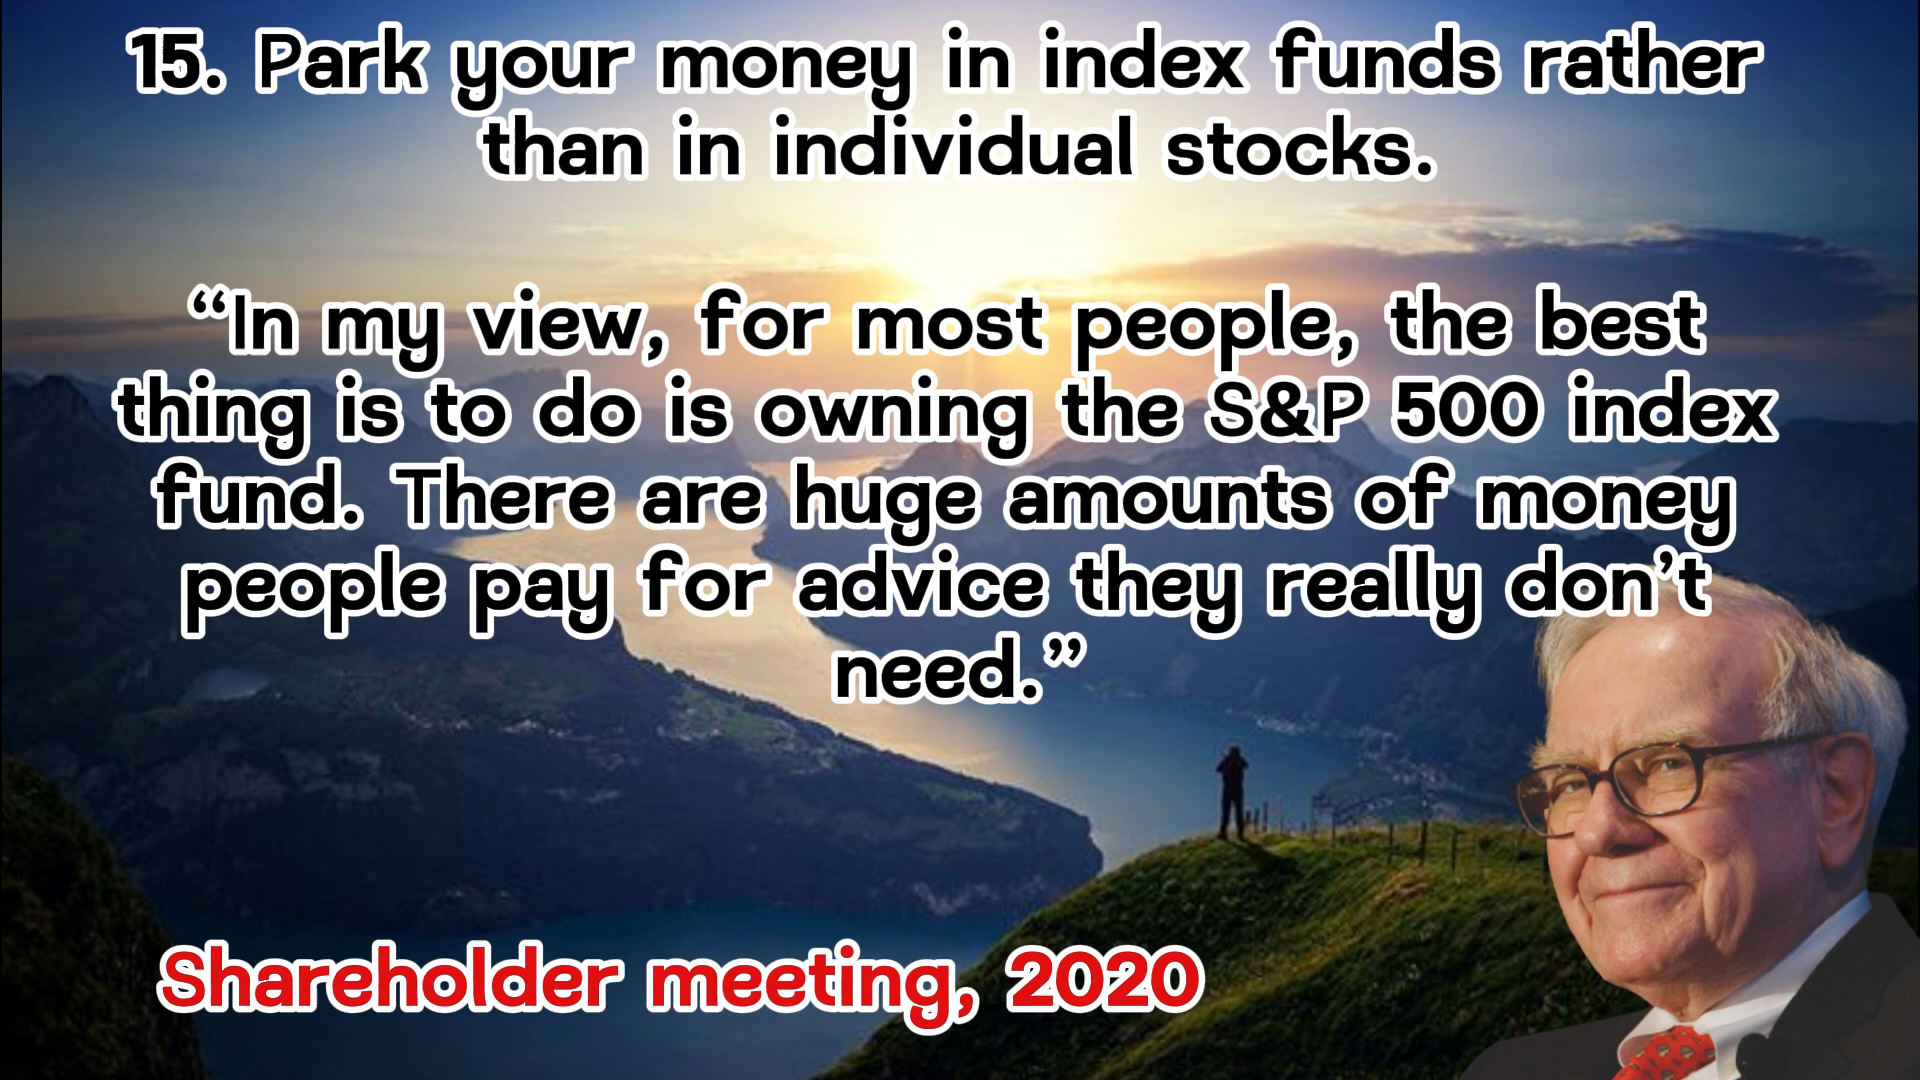 15. Park your money in index funds rather
than in individual stocks.
“In my view, for most people, the best
thing is to do is owning the S&P 500 index
fund. There are huge amounts of money
people pay for advice they really don’t
need.”
Shareholder meeting, 2020